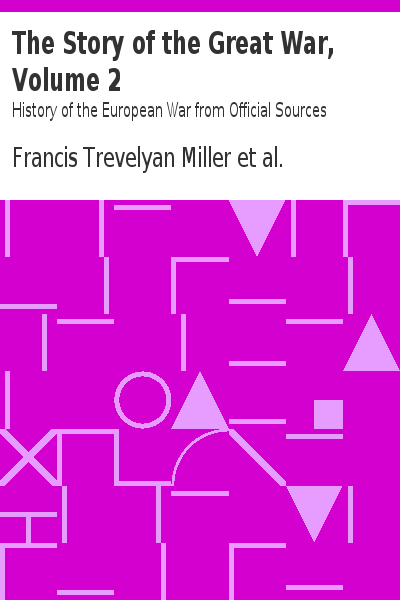 The Story of the Great War,
Volume 2
History of the European War from Official Sources
Francis Trevelyan Miller et al.